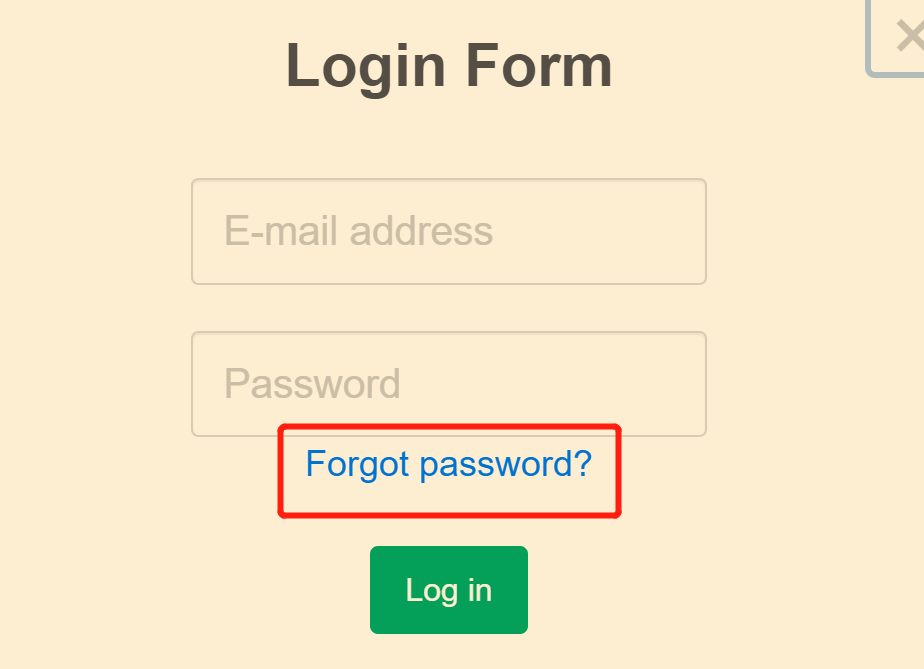 Login Form
E-mail address
Password
Forgot password?
Log in